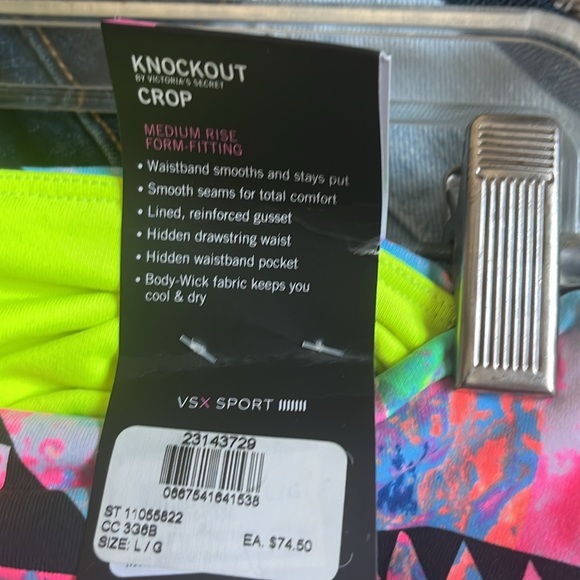 KNOCKOUT
BY VICTORIA'S SECRET
CROP
MEDIUM RISE
FORM-FITTING
• Waistband smooths and stays put
• Smooth seams for total comfort
• Lined, reinforced gusset
• Hidden drawstring waist
• Hidden waistband pocket
• Body-Wick fabric keeps you
cool & dry
VSX SPORT
23143729
0667541641538
ST 11055822
CC 3G6B
SIZE: L / G
EA. $74.50